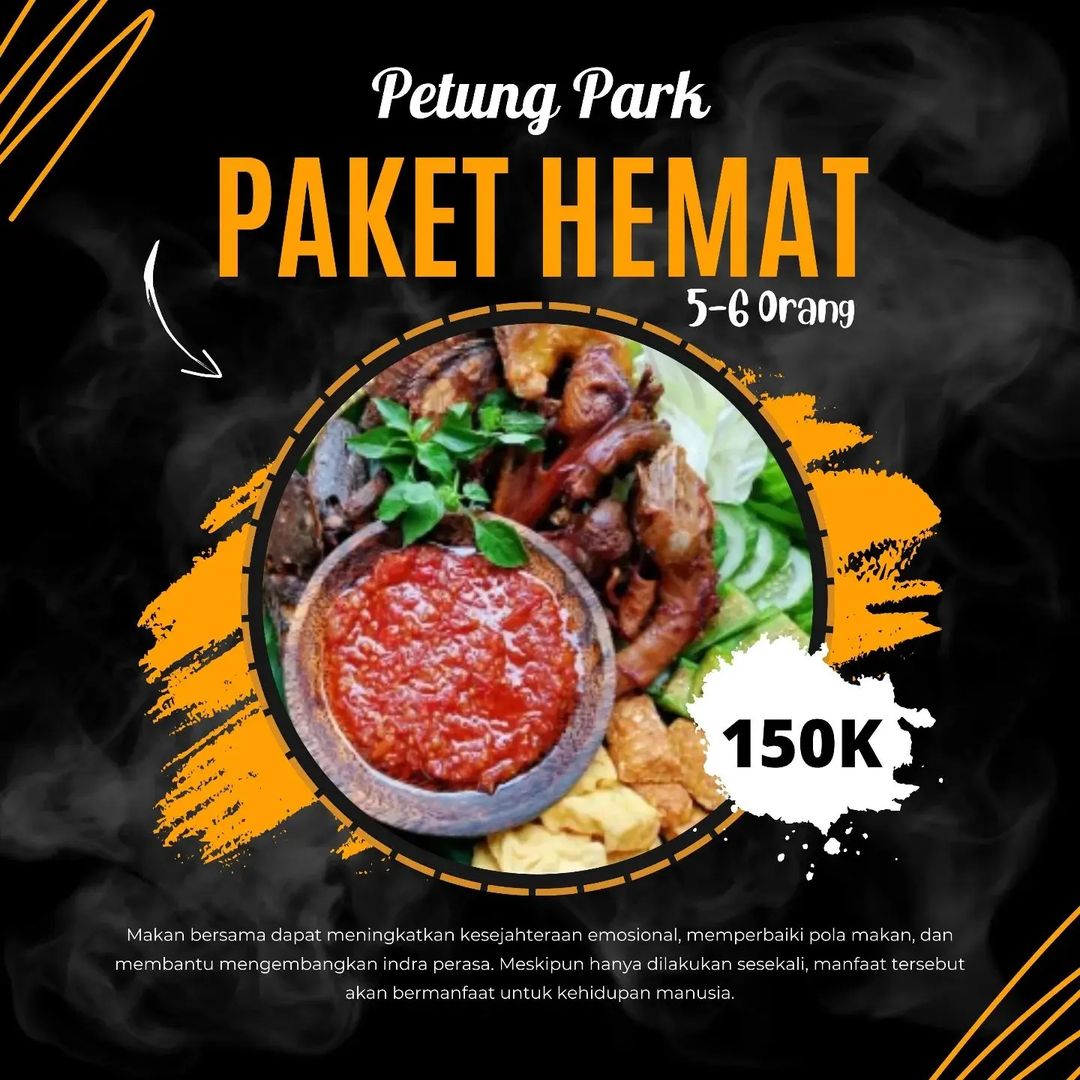 Petung Park
PAKET HEMAT
5-6 Orang
150K
Makan bersama dapat meningkatkan kesejahteraan emosional, memperbaiki pola makan, dan
membantu mengembangkan indra perasa. Meskipun hanya dilakukan sesekali, manfaat tersebut
akan bermanfaat untuk kehidupan manusia.